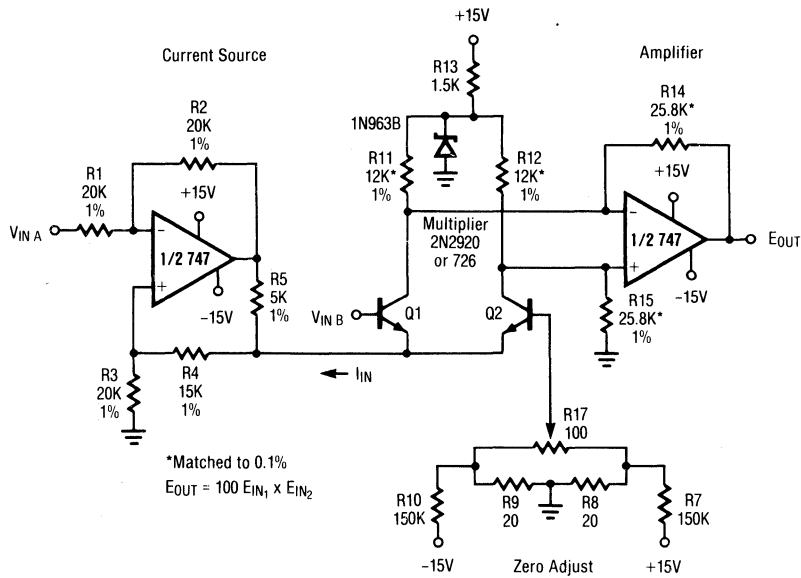 +15V
Current Source
Amplifier
R13
1.5K
R14
25.8K*
1%
R2
20K
1%
1N963B
R11
12K*
1%
R12
12K*
1%
+15V
R1
20K
1%
+15V
Multiplier
2N2920
or 726
VIN A
−
1/2 747
+
−
1/2 747
+
EOUT
R5
5K
1%
−15V
−15V
VIN B
Q1
Q2
R15
25.8K*
1%
R4
15K
1%
IIN
R3
20K
1%
R17
100
*Matched to 0.1%
EOUT = 100 EIN1 x EIN2
R10
150K
R9
20
R8
20
R7
150K
−15V
Zero Adjust
+15V